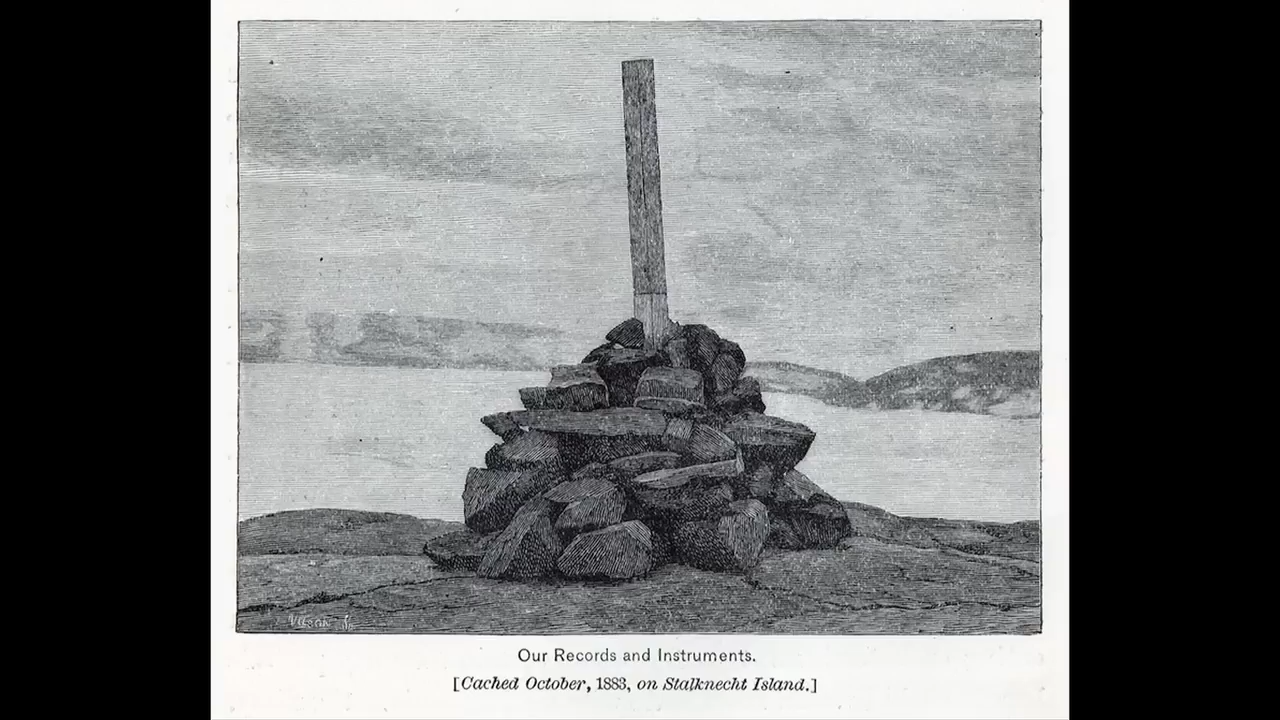 Our Records and Instruments.
[Cached October, 1883, on Stalknecht Island.]